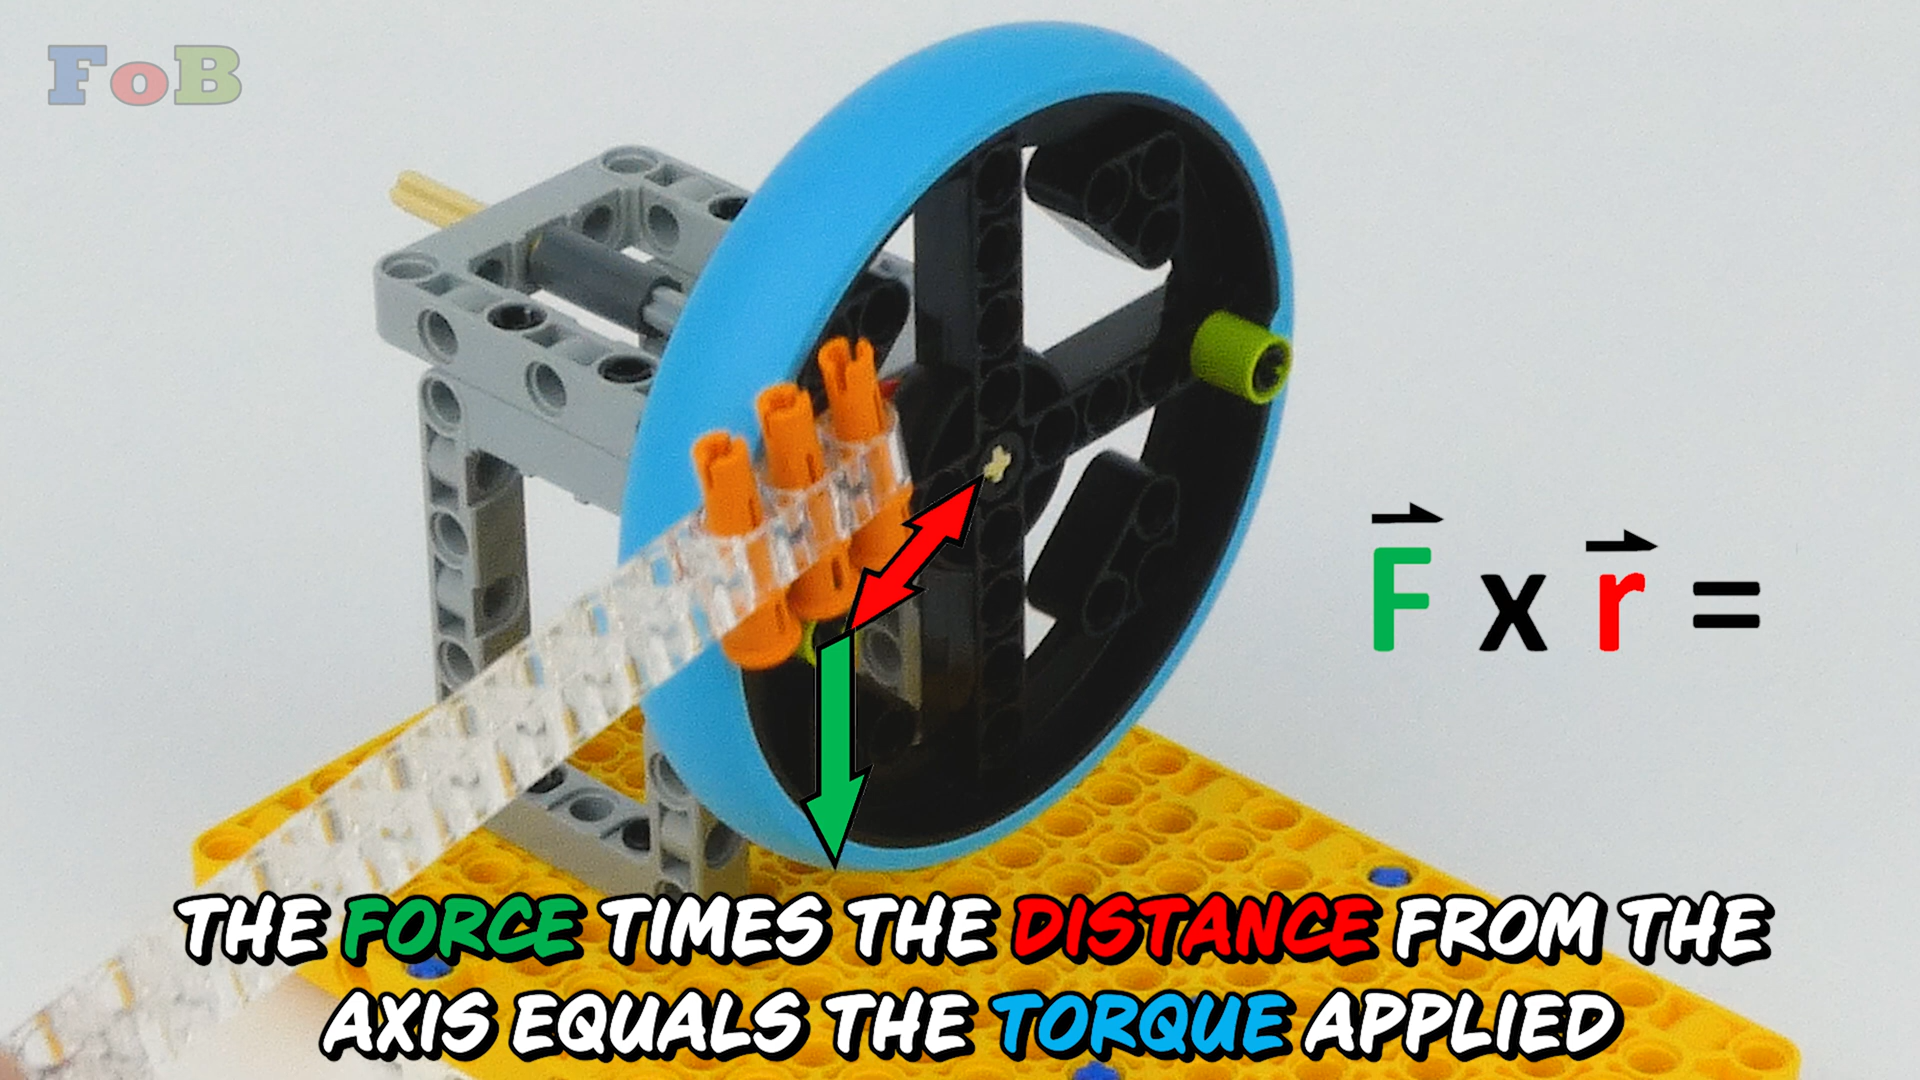 FoB
F x r =
THE FORCE TIMES THE DISTANCE FROM THE
AXIS EQUALS THE TORQUE APPLIED